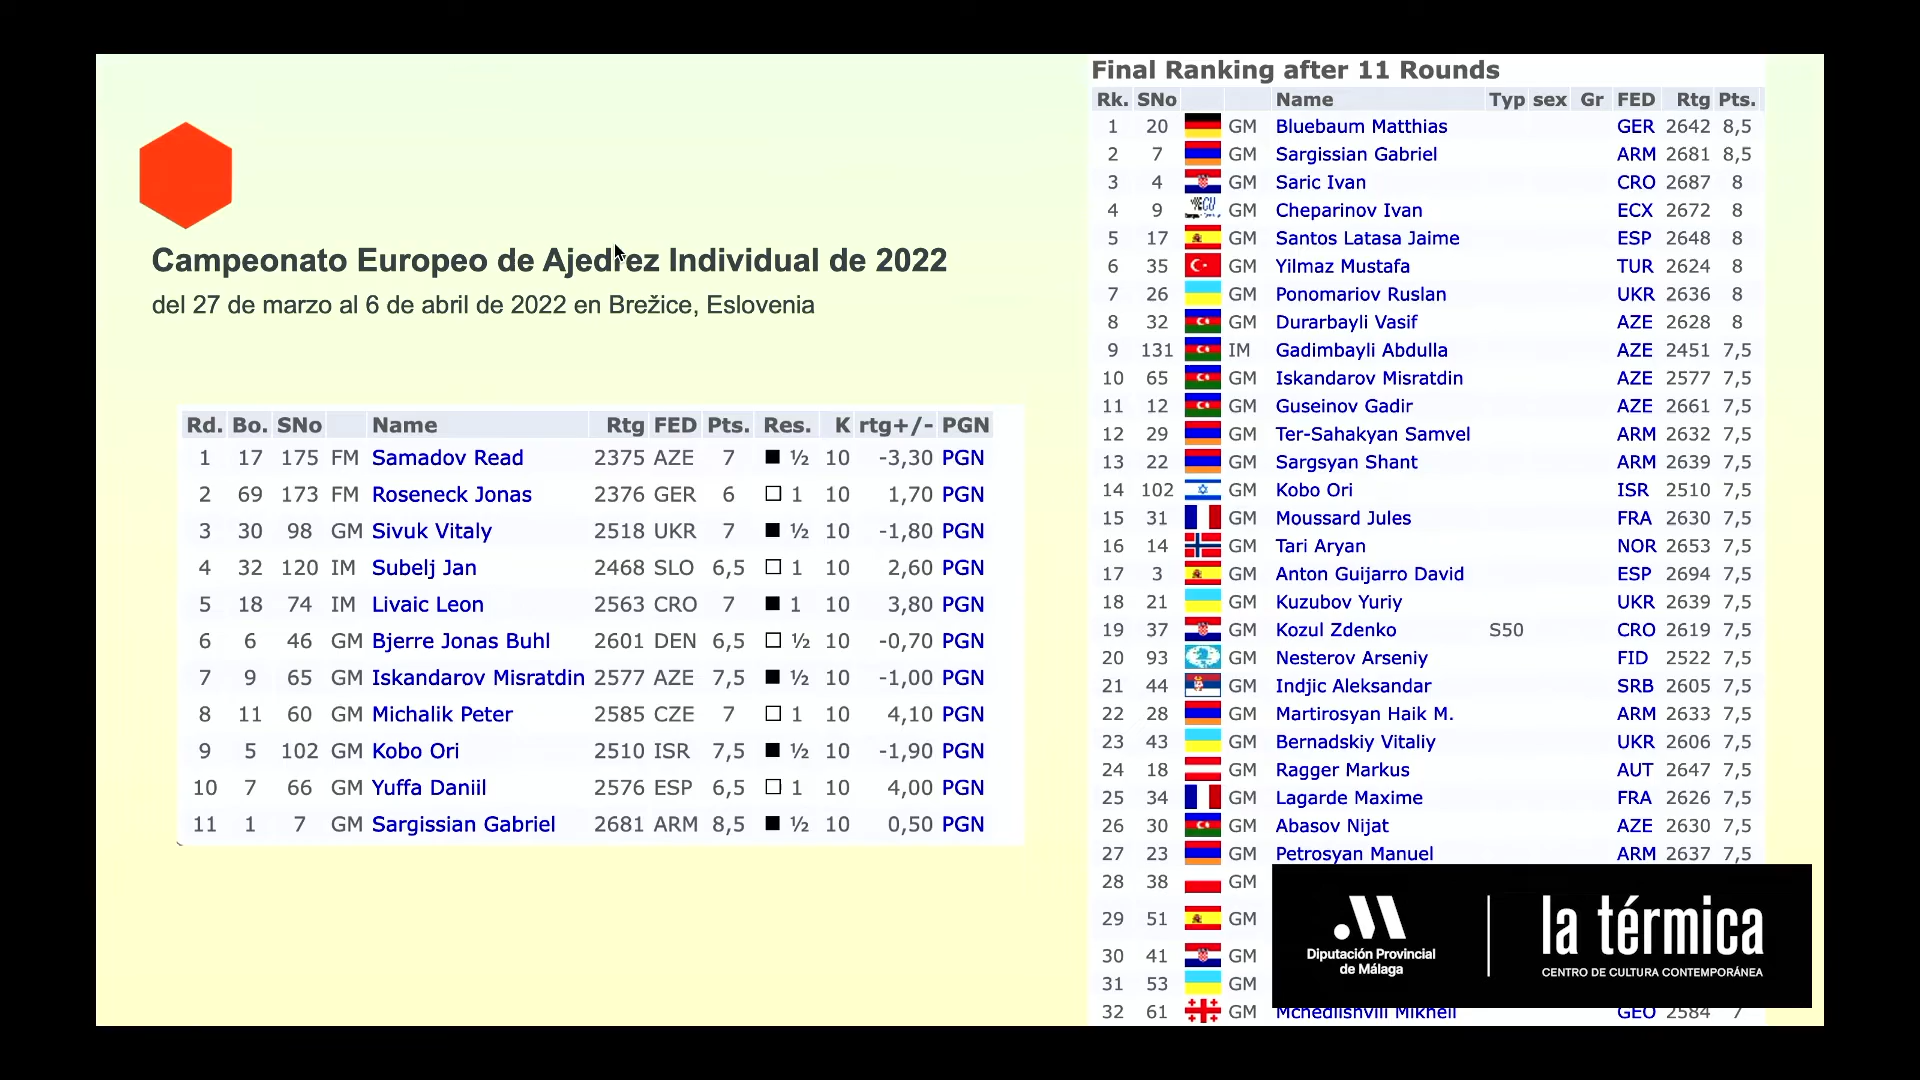 Campeonato Europeo de Ajedrez Individual de 2022
del 27 de marzo al 6 de abril de 2022 en Brežice, Eslovenia
Rd. Bo. SNo Name Rtg FED Pts. Res. K rtg+/- PGN
1 17 175 FM Samadov Read 2375 AZE 7 ■ ½ 10 -3,30 PGN
2 69 173 FM Roseneck Jonas 2376 GER 6 □ 1 10 1,70 PGN
3 30 98 GM Sivuk Vitaly 2518 UKR 7 ■ ½ 10 -1,80 PGN
4 32 120 IM Subelj Jan 2468 SLO 6,5 □ 1 10 2,60 PGN
5 18 74 IM Livaic Leon 2563 CRO 7 ■ 1 10 3,80 PGN
6 6 46 GM Bjerre Jonas Buhl 2601 DEN 6,5 □ ½ 10 -0,70 PGN
7 9 65 GM Iskandarov Misratdin 2577 AZE 7,5 ■ ½ 10 -1,00 PGN
8 11 60 GM Michalik Peter 2585 CZE 7 □ 1 10 4,10 PGN
9 5 102 GM Kobo Ori 2510 ISR 7,5 ■ ½ 10 -1,90 PGN
10 7 66 GM Yuffa Daniil 2576 ESP 6,5 □ 1 10 4,00 PGN
11 1 7 GM Sargissian Gabriel 2681 ARM 8,5 ■ ½ 10 0,50 PGN
Final Ranking after 11 Rounds
Rk. SNo Name Typ sex Gr FED Rtg Pts.
1 20 GM Bluebaum Matthias GER 2642 8,5
2 7 GM Sargissian Gabriel ARM 2681 8,5
3 4 GM Saric Ivan CRO 2687 8
4 9 GM Cheparinov Ivan ECX 2672 8
5 17 GM Santos Latasa Jaime ESP 2648 8
6 35 GM Yilmaz Mustafa TUR 2624 8
7 26 GM Ponomariov Ruslan UKR 2636 8
8 32 GM Durarbayli Vasif AZE 2628 8
9 131 IM Gadimbayli Abdulla AZE 2451 7,5
10 65 GM Iskandarov Misratdin AZE 2577 7,5
11 12 GM Guseinov Gadir AZE 2661 7,5
12 29 GM Ter-Sahakyan Samvel ARM 2632 7,5
13 22 GM Sargsyan Shant ARM 2639 7,5
14 102 GM Kobo Ori ISR 2510 7,5
15 31 GM Moussard Jules FRA 2630 7,5
16 14 GM Tari Aryan NOR 2653 7,5
17 3 GM Anton Guijarro David ESP 2694 7,5
18 21 GM Kuzubov Yuriy UKR 2639 7,5
19 37 GM Kozul Zdenko S50 CRO 2619 7,5
20 93 GM Nesterov Arseniy FID 2522 7,5
21 44 GM Indjic Aleksandar SRB 2605 7,5
22 28 GM Martirosyan Haik M. ARM 2633 7,5
23 43 GM Bernadskiy Vitaliy UKR 2606 7,5
24 18 GM Ragger Markus AUT 2647 7,5
25 34 GM Lagarde Maxime FRA 2626 7,5
26 30 GM Abasov Nijat AZE 2630 7,5
27 23 GM Petrosyan Manuel ARM 2637 7,5
28 38 GM
29 51 GM
30 41 GM
31 53 GM
32 61 GM Mchedlishvili Mikheil GEO 2584 7
Diputación Provincial
de Málaga
la térmica
CENTRO DE CULTURA CONTEMPORÁNEA